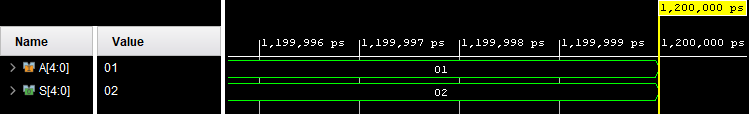 1,200,000 ps
Name Value
1,199,996 ps 1,199,997 ps 1,199,998 ps 1,199,999 ps 1,200,000 ps
A[4:0] 01 01
S[4:0] 02 02